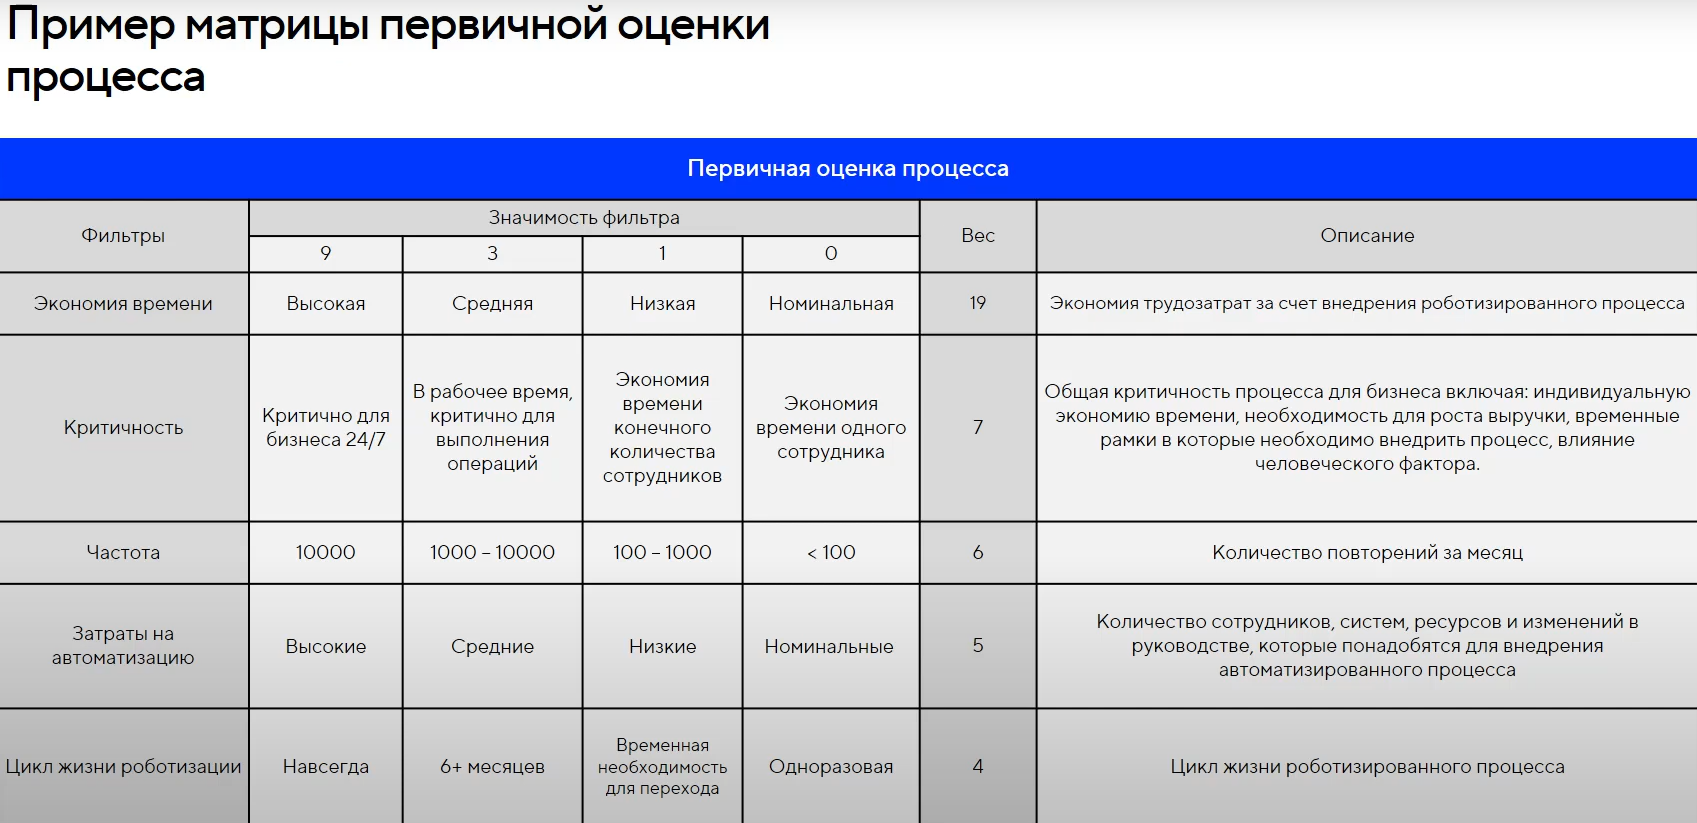 Пример матрицы первичной оценки
процесса
Первичная оценка процесса
Фильтры
Значимость фильтра
Вес
Описание
9
3
1
0
Экономия времени
Высокая
Средняя
Низкая
Номинальная
19
Экономия трудозатрат за счет внедрения роботизированного процесса
Критичность
Критично для
бизнеса 24/7
В рабочее время,
критично для
выполнения
операций
Экономия
времени
конечного
количества
сотрудников
Экономия
времени одного
сотрудника
7
Общая критичность процесса для бизнеса включая: индивидуальную
экономию времени, необходимость для роста выручки, временные
рамки в которые необходимо внедрить процесс, влияние
человеческого фактора.
Частота
10000
1000 – 10000
100 – 1000
< 100
6
Количество повторений за месяц
Затраты на
автоматизацию
Высокие
Средние
Низкие
Номинальные
5
Количество сотрудников, систем, ресурсов и изменений в
руководстве, которые понадобятся для внедрения
автоматизированного процесса
Цикл жизни роботизации
Навсегда
6+ месяцев
Временная
необходимость
для перехода
Одноразовая
4
Цикл жизни роботизированного процесса